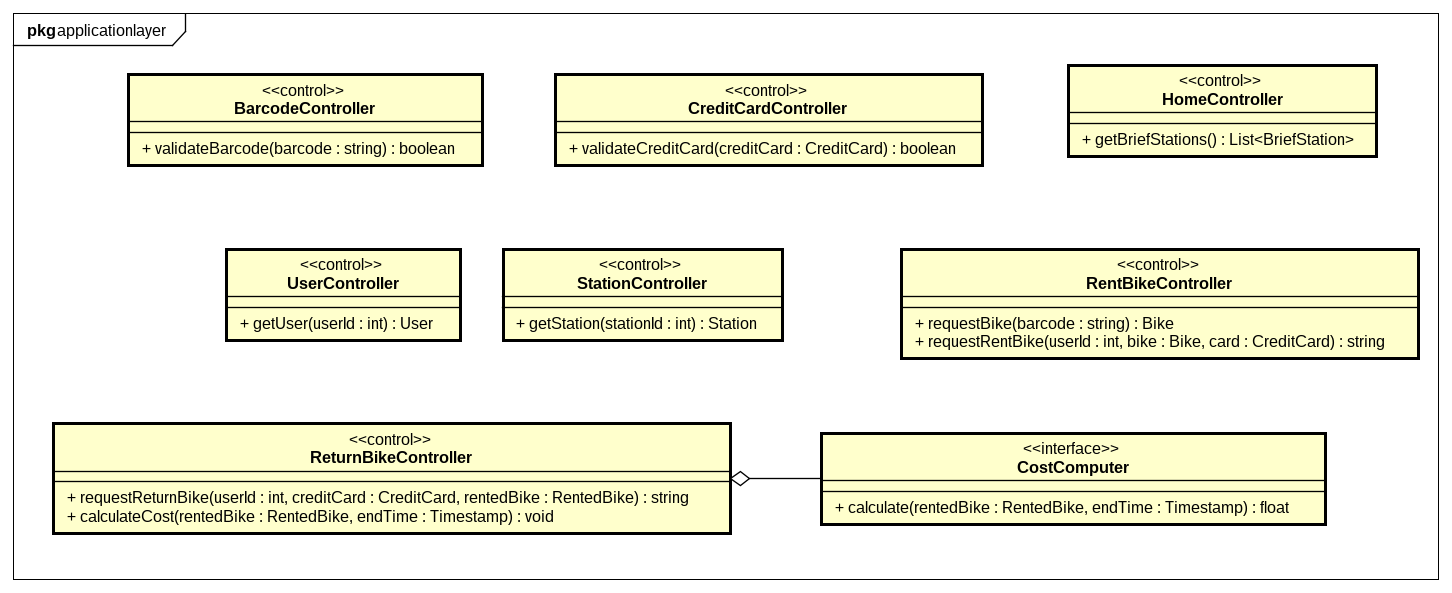 pkg applicationlayer
<<control>>
BarcodeController
+ validateBarcode(barcode : string) : boolean
<<control>>
CreditCardController
+ validateCreditCard(creditCard : CreditCard) : boolean
<<control>>
HomeController
+ getBriefStations() : List<BriefStation>
<<control>>
UserController
+ getUser(userId : int) : User
<<control>>
StationController
+ getStation(stationId : int) : Station
<<control>>
RentBikeController
+ requestBike(barcode : string) : Bike
+ requestRentBike(userId : int, bike : Bike, card : CreditCard) : string
<<control>>
ReturnBikeController
+ requestReturnBike(userId : int, creditCard : CreditCard, rentedBike : RentedBike) : string
+ calculateCost(rentedBike : RentedBike, endTime : Timestamp) : void
<<interface>>
CostComputer
+ calculate(rentedBike : RentedBike, endTime : Timestamp) : float